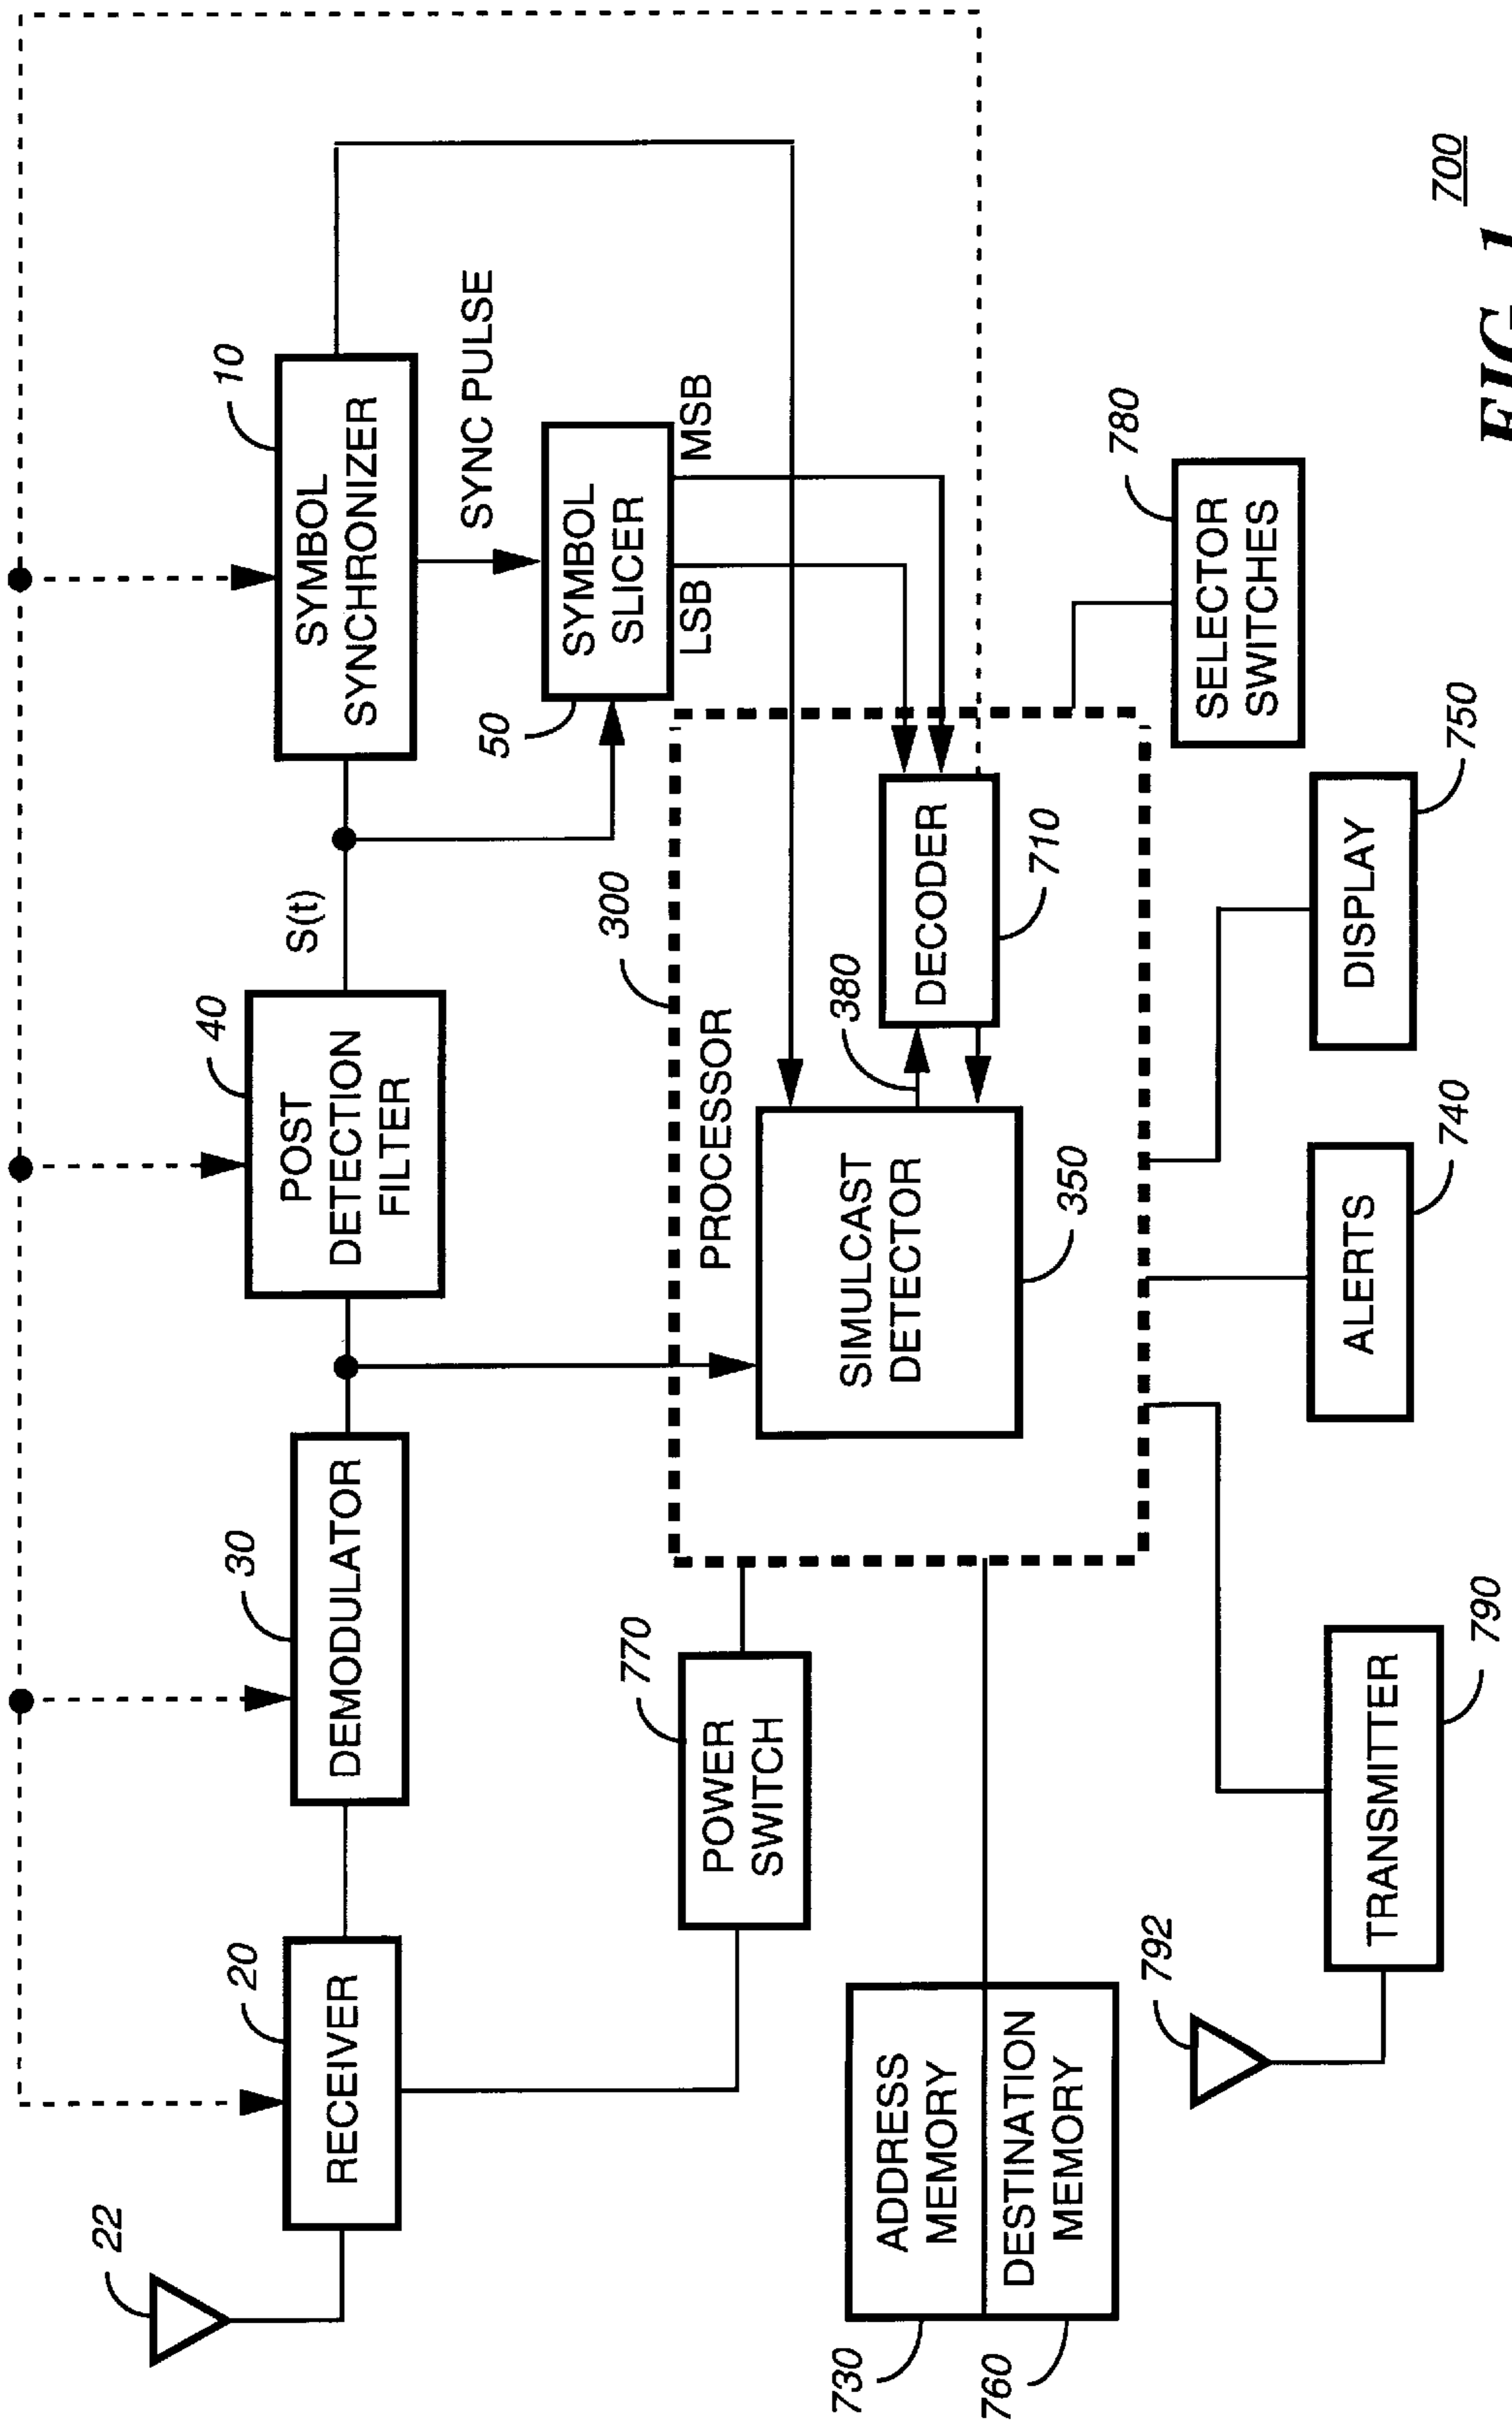 22
20
RECEIVER
30
DEMODULATOR
40
POST
DETECTION
FILTER
S(t)
10
SYMBOL
SYNCHRONIZER
SYNC PULSE
50
SYMBOL
SLICER
LSB
MSB
770
POWER
SWITCH
300
PROCESSOR
SIMULCAST
DETECTOR
350
380
DECODER
710
730
ADDRESS
MEMORY
760
DESTINATION
MEMORY
792
TRANSMITTER
790
ALERTS
740
DISPLAY
750
780
SELECTOR
SWITCHES
700
FIG. 1